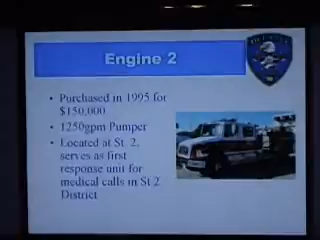 Engine 2
• Purchased in 1995 for
$150,000
• 1250gpm Pumper
• Located at St. 2,
serves as first
response unit for
medical calls in St 2
District